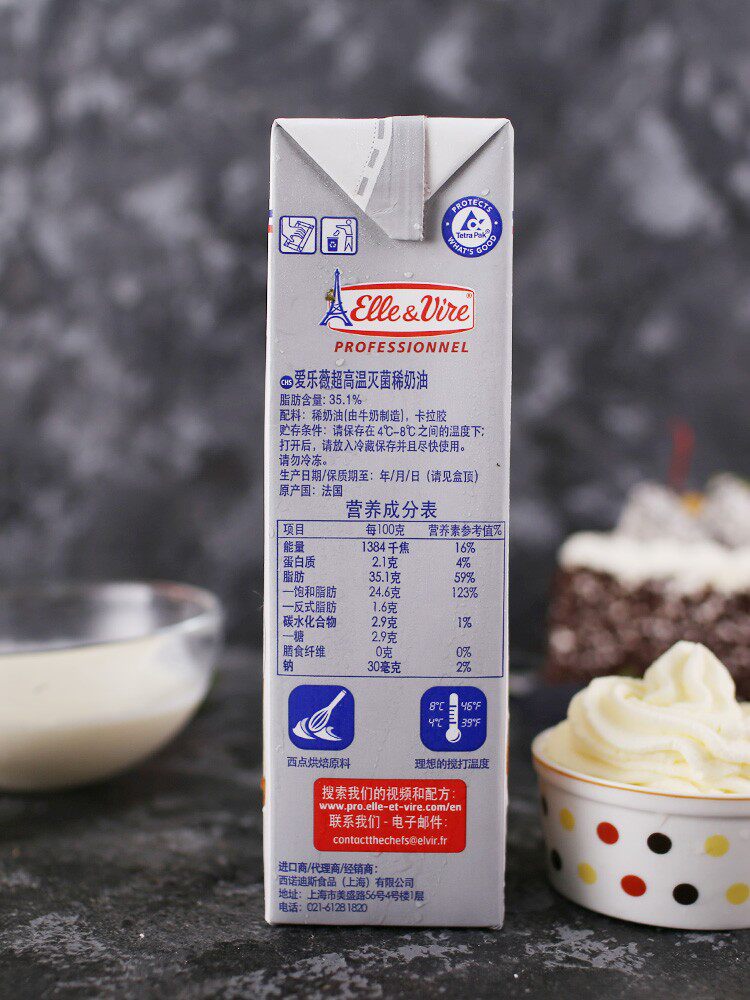 PROTECTS
Tetra Pak®
WHAT'S GOOD
Elle & Vire®
PROFESSIONNEL
CHS 爱乐薇超高温灭菌稀奶油
脂肪含量: 35.1%
配料：稀奶油(由牛奶制造)，卡拉胶
贮存条件：请保存在4℃-8℃之间的温度下;
打开后，请放入冷藏保存并且尽快使用。
请勿冷冻。
生产日期/保质期至：年/月/日（请见盒顶）
原产国：法国
营养成分表
项目 每100克 营养素参考值%
能量 1384千焦 16%
蛋白质 2.1克 4%
脂肪 35.1克 59%
—饱和脂肪 24.6克 123%
—反式脂肪 1.6克
碳水化合物 2.9克 1%
—糖 2.9克
膳食纤维 0克 0%
钠 30毫克 2%
8°C 46°F
4°C 39°F
西点烘焙原料 理想的搅打温度
搜索我们的视频和配方：
www.pro.elle-et-vire.com/en
联系我们 - 电子邮件：
contactthechefs@elvir.fr
进口商/代理商/经销商：
西诺迪斯食品（上海）有限公司
地址：上海市美盛路56号4号楼1层
电话：021-6128 1820